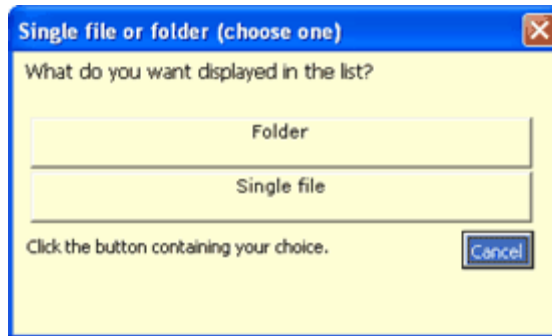 Single file or folder (choose one)
What do you want displayed in the list?
Folder
Single file
Click the button containing your choice.
Cancel